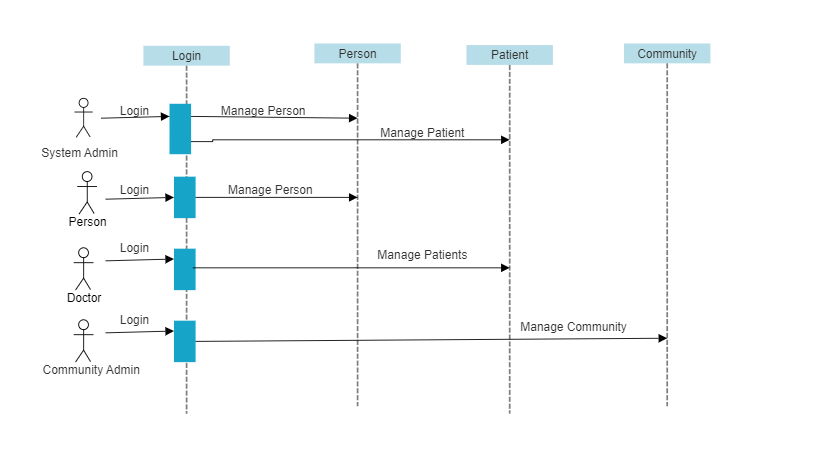 Login
Person
Patient
Community
Login
Manage Person
Manage Patient
System Admin
Login
Manage Person
Person
Login
Manage Patients
Doctor
Login
Manage Community
Community Admin